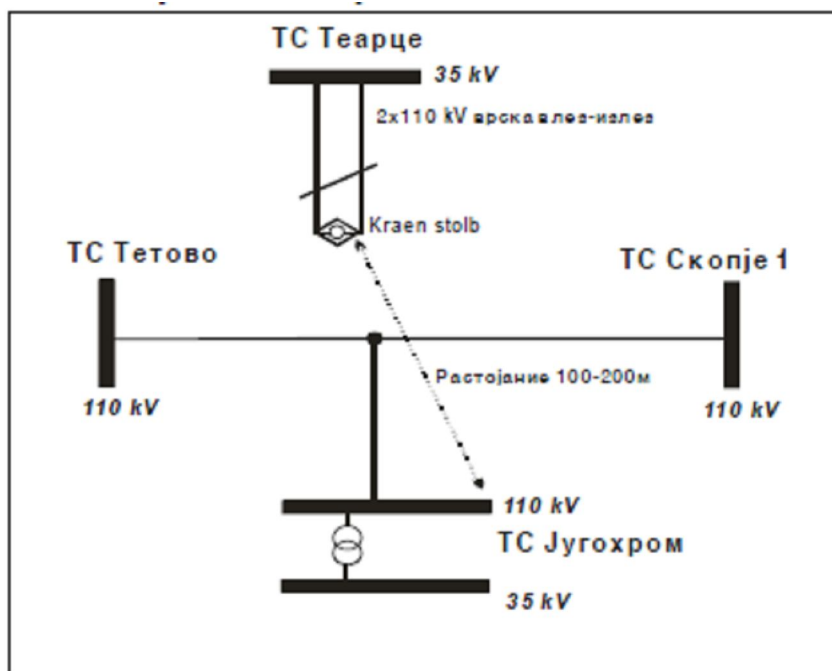 ТС Теарце
35 kV
2x110 kV врска влез-излез
Kraen stolb
ТС Тетово
ТС Скопје 1
Растојание 100-200м
110 kV
110 kV
110 kV
ТС Југохром
35 kV